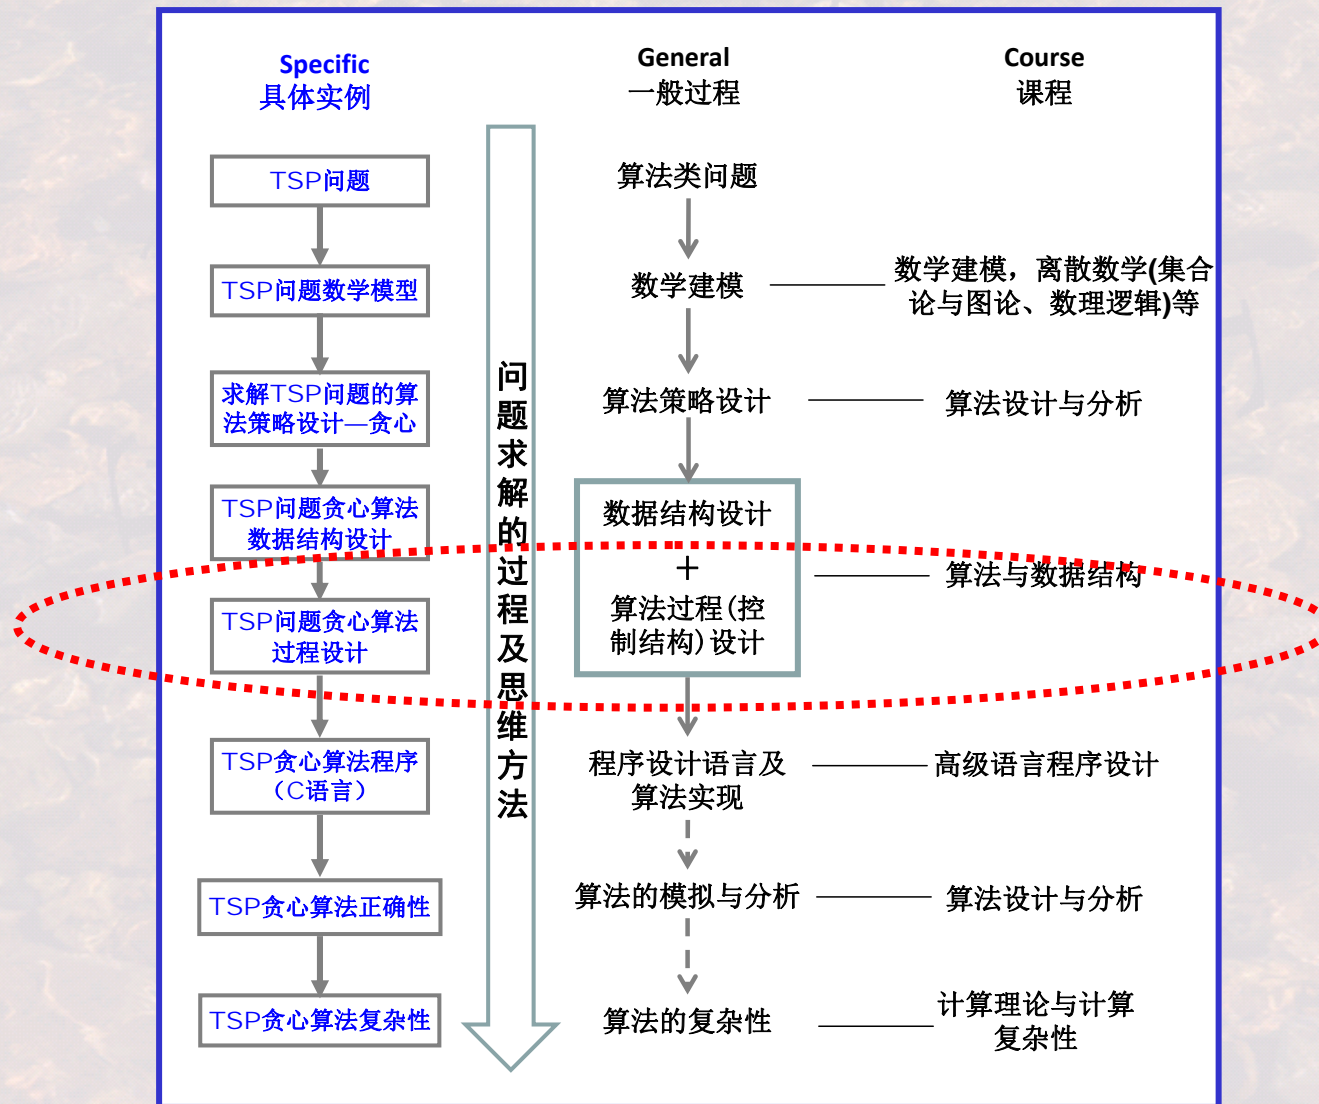 Specific
具体实例
General
一般过程
Course
课程
TSP问题
TSP问题数学模型
求解TSP问题的算
法策略设计—贪心
TSP问题贪心算法
数据结构设计
TSP问题贪心算法
过程设计
TSP贪心算法程序
（C语言）
TSP贪心算法正确性
TSP贪心算法复杂性
问题求解的过程及思维方法
算法类问题
数学建模
算法策略设计
数据结构设计
+
算法过程(控
制结构)设计
程序设计语言及
算法实现
算法的模拟与分析
算法的复杂性
数学建模，离散数学(集合
论与图论、数理逻辑)等
算法设计与分析
算法与数据结构
高级语言程序设计
算法设计与分析
计算理论与计算
复杂性